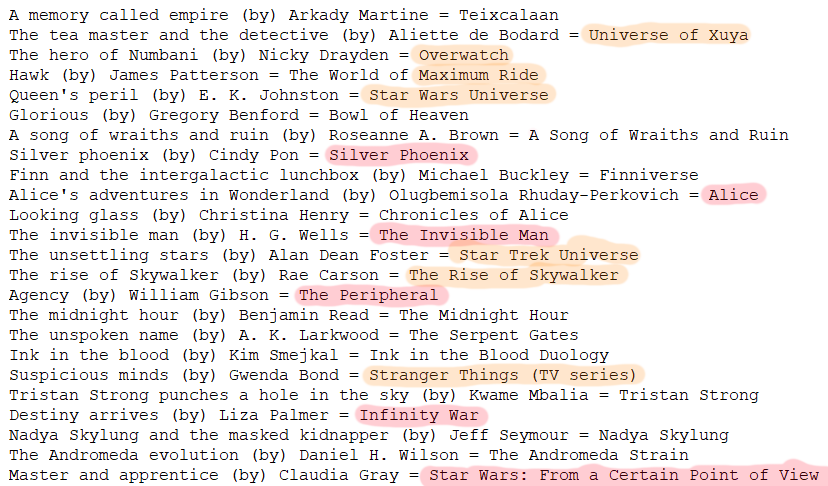 A memory called empire (by) Arkady Martine = Teixcalaan
The tea master and the detective (by) Aliette de Bodard = Universe of Xuya
The hero of Numbani (by) Nicky Drayden = Overwatch
Hawk (by) James Patterson = The World of Maximum Ride
Queen's peril (by) E. K. Johnston = Star Wars Universe
Glorious (by) Gregory Benford = Bowl of Heaven
A song of wraiths and ruin (by) Roseanne A. Brown = A Song of Wraiths and Ruin
Silver phoenix (by) Cindy Pon = Silver Phoenix
Finn and the intergalactic lunchbox (by) Michael Buckley = Finniverse
Alice's adventures in Wonderland (by) Olugbemisola Rhuday-Perkovich = Alice
Looking glass (by) Christina Henry = Chronicles of Alice
The invisible man (by) H. G. Wells = The Invisible Man
The unsettling stars (by) Alan Dean Foster = Star Trek Universe
The rise of Skywalker (by) Rae Carson = The Rise of Skywalker
Agency (by) William Gibson = The Peripheral
The midnight hour (by) Benjamin Read = The Midnight Hour
The unspoken name (by) A. K. Larkwood = The Serpent Gates
Ink in the blood (by) Kim Smejkal = Ink in the Blood Duology
Suspicious minds (by) Gwenda Bond = Stranger Things (TV series)
Tristan Strong punches a hole in the sky (by) Kwame Mbalia = Tristan Strong
Destiny arrives (by) Liza Palmer = Infinity War
Nadya Skylung and the masked kidnapper (by) Jeff Seymour = Nadya Skylung
The Andromeda evolution (by) Daniel H. Wilson = The Andromeda Strain
Master and apprentice (by) Claudia Gray = Star Wars: From a Certain Point of View